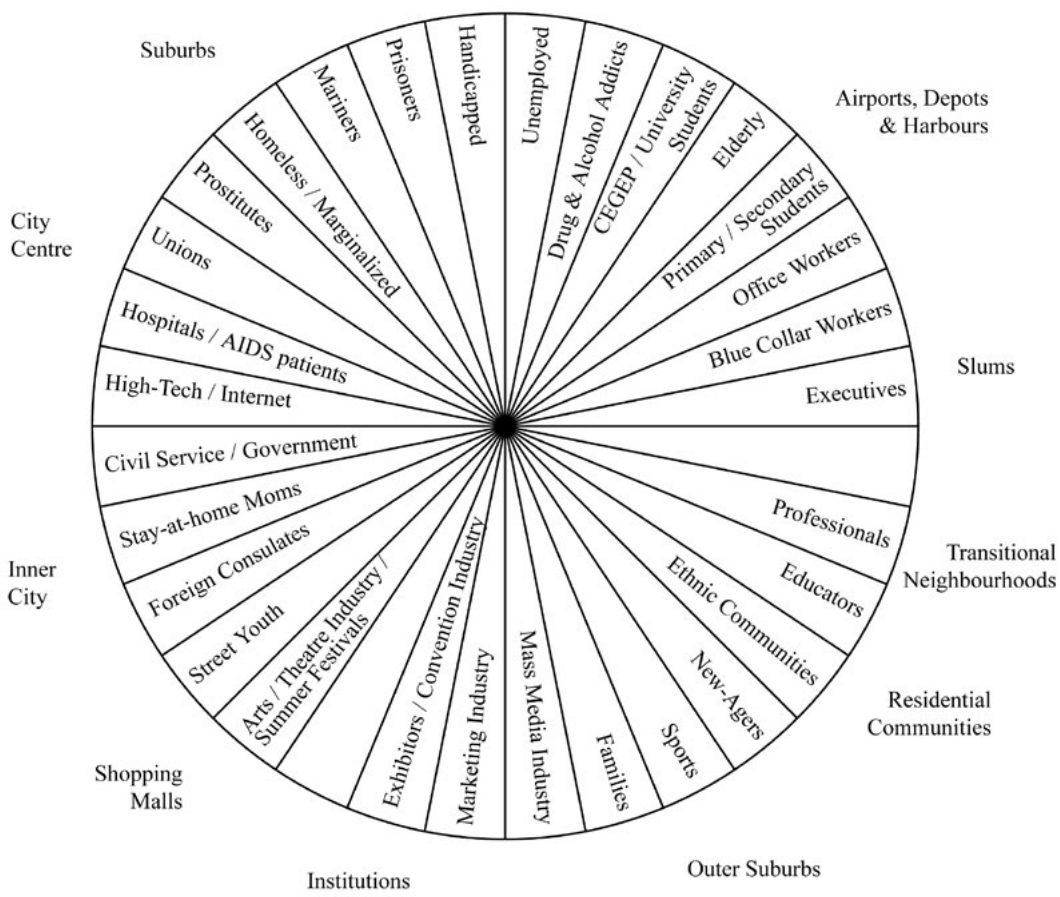 Suburbs
Airports, Depots
& Harbours
Slums
Transitional
Neighbourhoods
Residential
Communities
Outer Suburbs
Institutions
Shopping
Malls
Inner
City
City
Centre
Unemployed
Drug & Alcohol Addicts
CEGEP / University
Students
Elderly
Primary / Secondary
Students
Office Workers
Blue Collar Workers
Executives
Professionals
Educators
Ethnic Communities
New-Agers
Sports
Families
Mass Media Industry
Marketing Industry
Exhibitors / Convention Industry
Arts / Theatre Industry /
Summer Festivals
Street Youth
Foreign Consulates
Stay-at-home Moms
Civil Service / Government
High-Tech / Internet
Hospitals / AIDS patients
Unions
Prostitutes
Homeless / Marginalized
Mariners
Prisoners
Handicapped